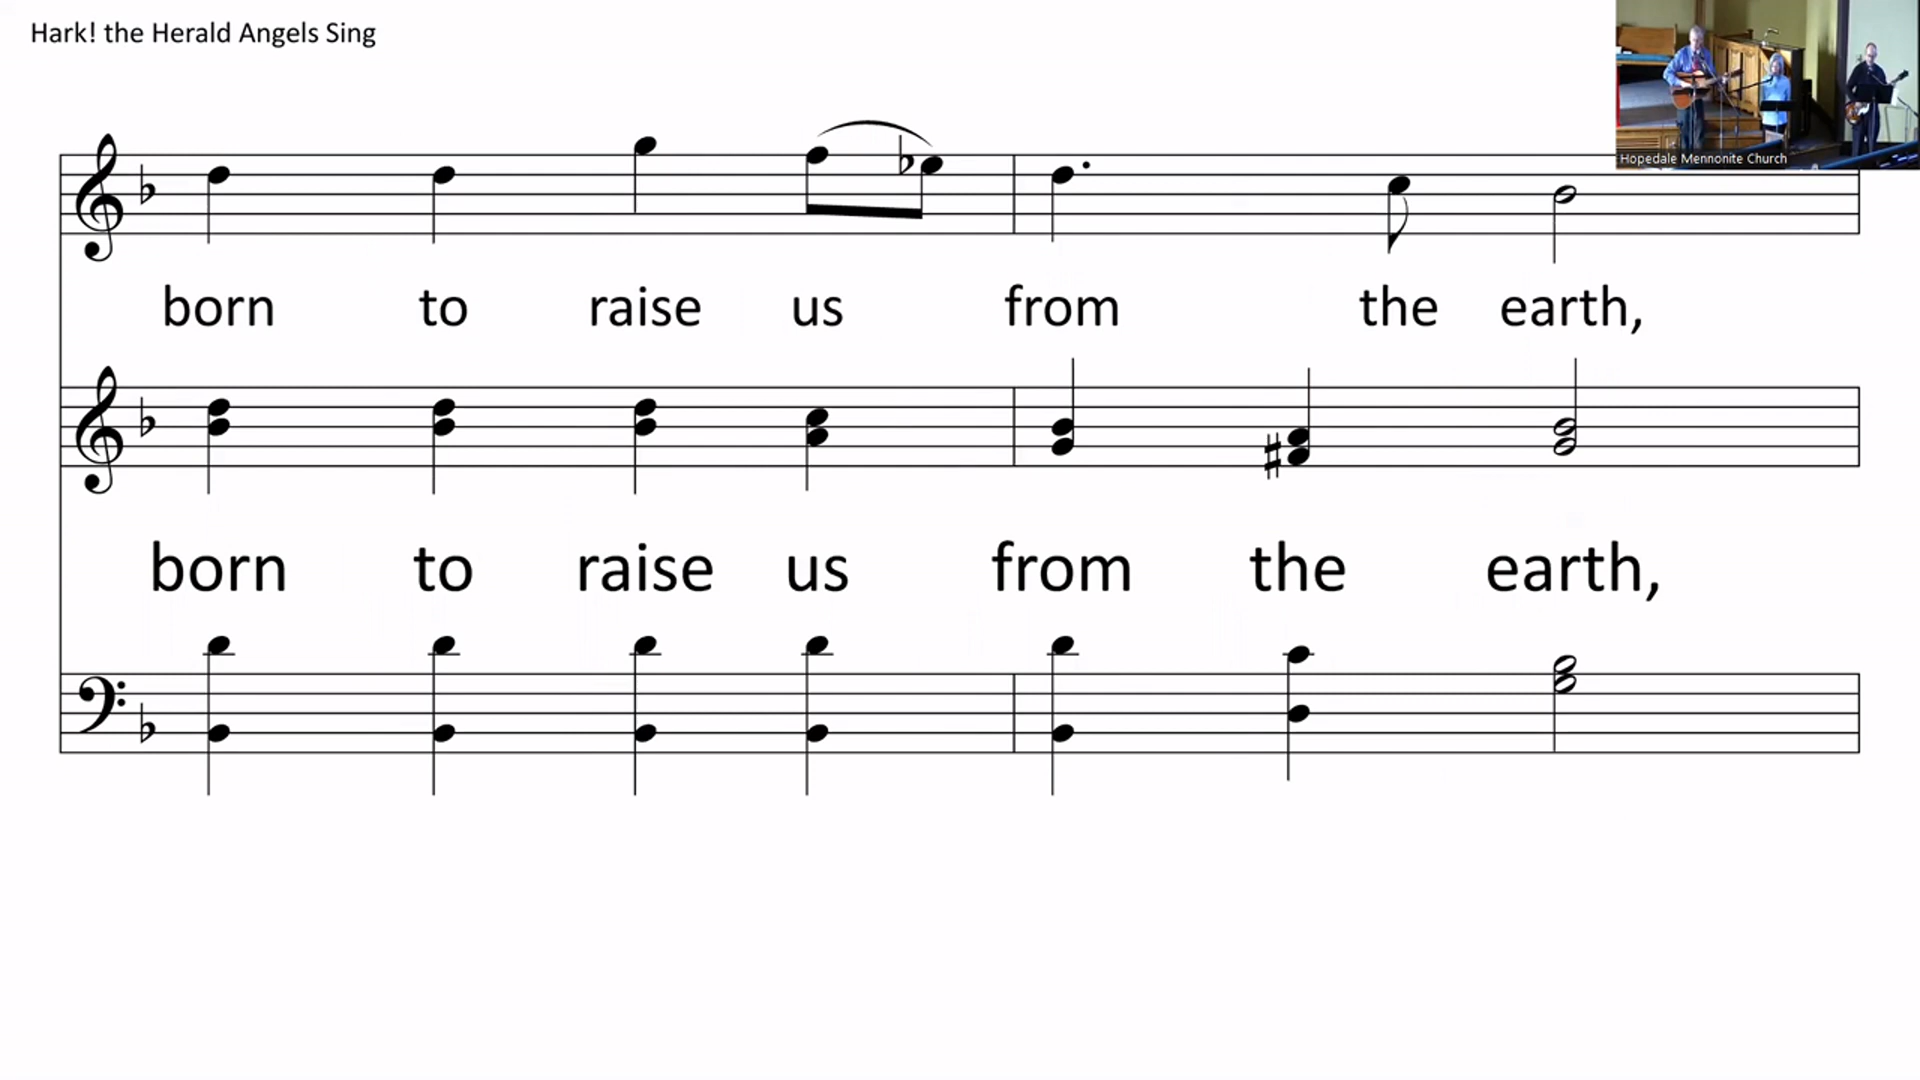 Hark! the Herald Angels Sing
Hopedale Mennonite Church
born to raise us from the earth,
born to raise us from the earth,